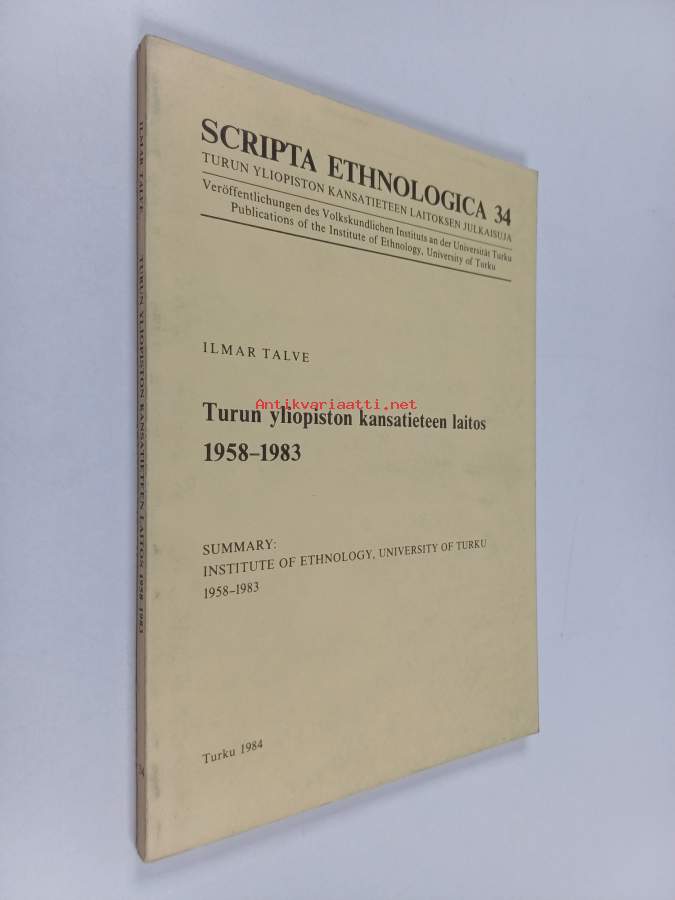 SCRIPTA ETHNOLOGICA 34
TURUN YLIOPISTON KANSATIETEEN LAITOKSEN JULKAISUJA
Veröffentlichungen des Volkskundlichen Instituts an der Universität Turku
Publications of the Institute of Ethnology, University of Turku
ILMAR TALVE
Antikvariaatti.net
Turun yliopiston kansatieteen laitos
1958–1983
SUMMARY:
INSTITUTE OF ETHNOLOGY, UNIVERSITY OF TURKU
1958–1983
Turku 1984
ILMAR TALVE TURUN YLIOPISTON KANSATIETEEN LAITOS 1958–1983 34